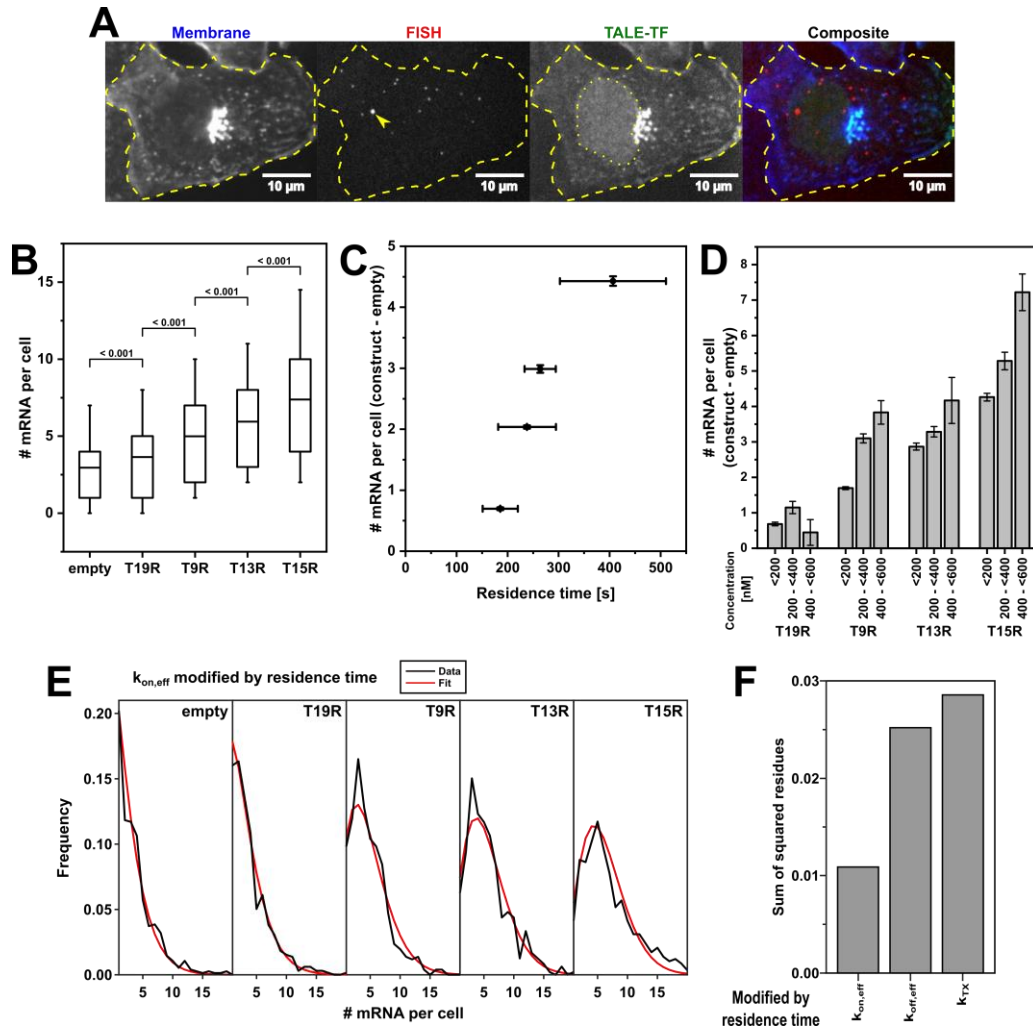 A
Membrane FISH TALE-TF Composite
10 µm 10 µm 10 µm 10 µm
B
# mRNA per cell
15
10
5
0
< 0.001
< 0.001
< 0.001
< 0.001
empty T19R T9R T13R T15R
C
# mRNA per cell (construct - empty)
5
4
3
2
1
0
0 100 200 300 400 500
Residence time [s]
D
# mRNA per cell
(construct - empty)
8
7
6
5
4
3
2
1
0
Concentration
[nM]
<200 200 - <400 400 - <600 <200 200 - <400 400 - <600 <200 200 - <400 400 - <600 <200 200 - <400 400 - <600
T19R T9R T13R T15R
E
kon,eff modified by residence time
Data
Fit
empty T19R T9R T13R T15R
Frequency
0.20
0.15
0.10
0.05
0.00
5 10 15 5 10 15 5 10 15 5 10 15 5 10 15
# mRNA per cell
F
Sum of squared residues
0.03
0.02
0.01
0.00
Modified by
residence time
kon,eff koff,eff kTX